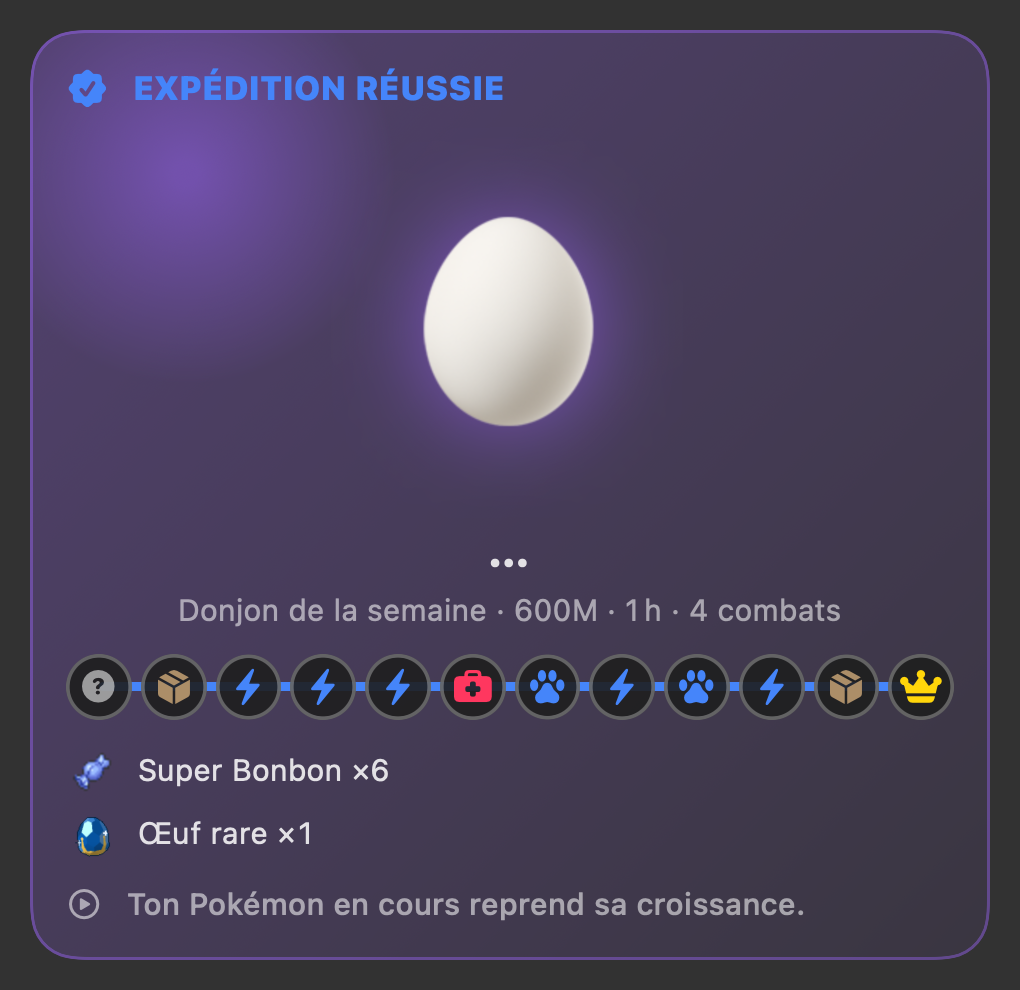 EXPÉDITION RÉUSSIE
•••
Donjon de la semaine · 600M · 1 h · 4 combats
?
Super Bonbon ×6
Œuf rare ×1
Ton Pokémon en cours reprend sa croissance.